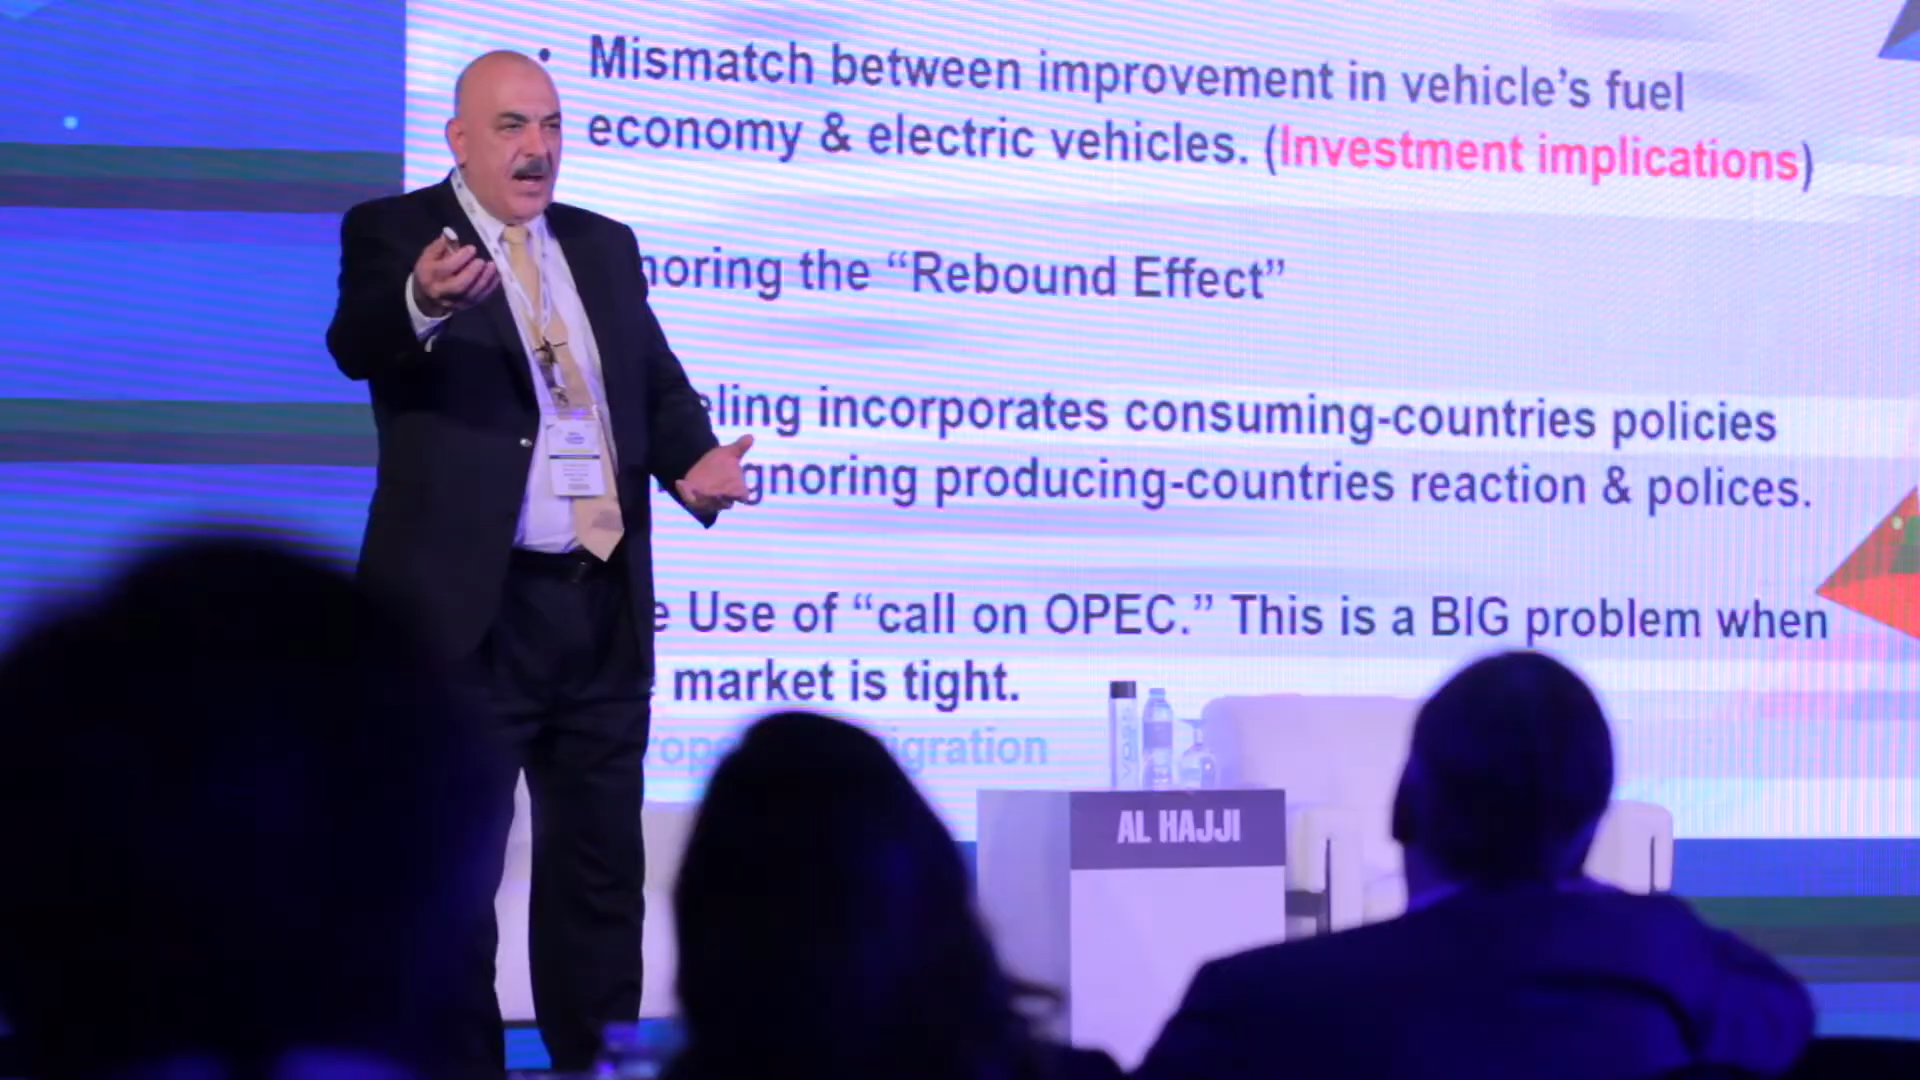 • Mismatch between improvement in vehicle’s fuel
economy & electric vehicles. (Investment implications)
noring the “Rebound Effect”
eling incorporates consuming-countries policies
gnoring producing-countries reaction & polices.
e Use of “call on OPEC.” This is a BIG problem when
market is tight.
igration
VOSS
AL HAJJI